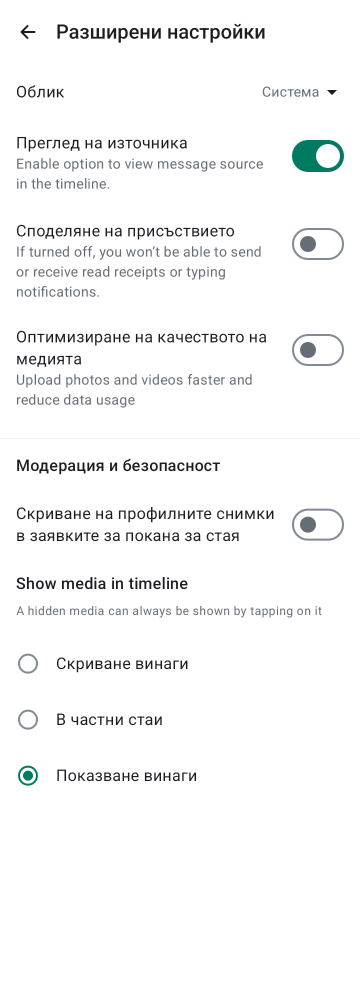 Разширени настройки
Облик
Система
Преглед на източника
Enable option to view message source
in the timeline.
Споделяне на присъствието
If turned off, you won’t be able to send
or receive read receipts or typing
notifications.
Оптимизиране на качеството на
медията
Upload photos and videos faster and
reduce data usage
Модерация и безопасност
Скриване на профилните снимки
в заявките за покана за стая
Show media in timeline
A hidden media can always be shown by tapping on it
Скриване винаги
В частни стаи
Показване винаги